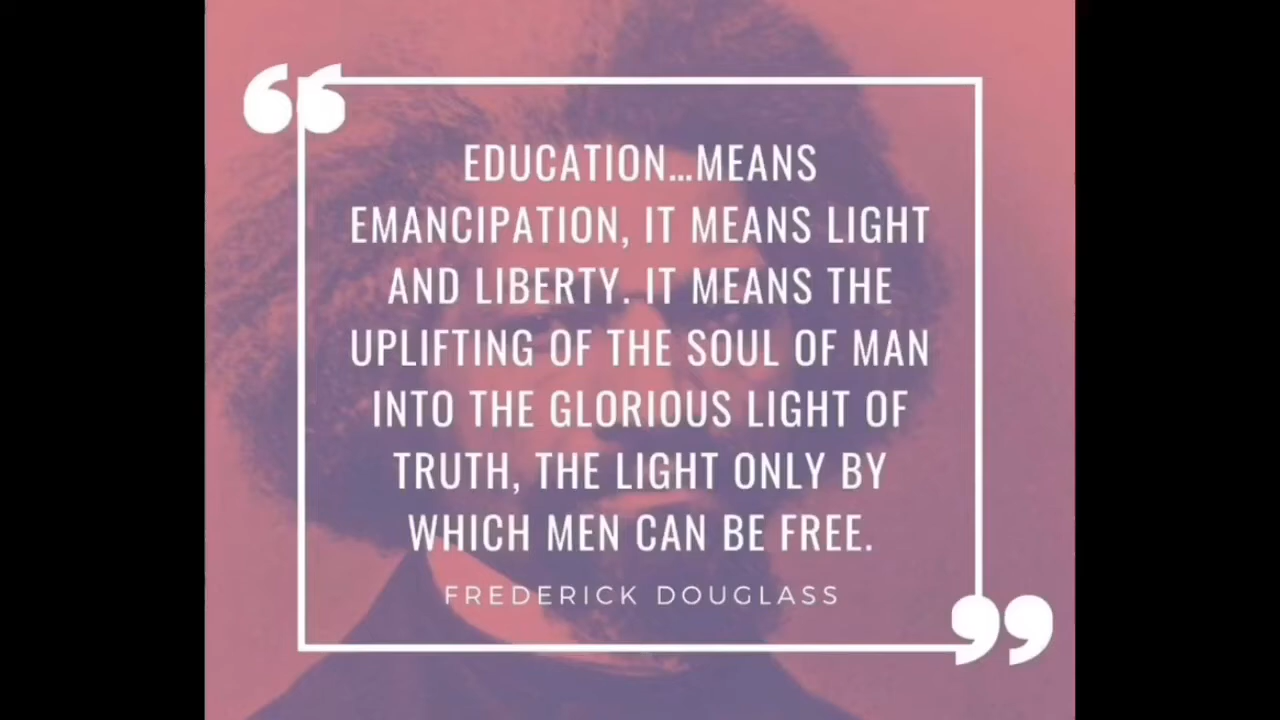 “
EDUCATION...MEANS
EMANCIPATION, IT MEANS LIGHT
AND LIBERTY. IT MEANS THE
UPLIFTING OF THE SOUL OF MAN
INTO THE GLORIOUS LIGHT OF
TRUTH, THE LIGHT ONLY BY
WHICH MEN CAN BE FREE.
FREDERICK DOUGLASS
”